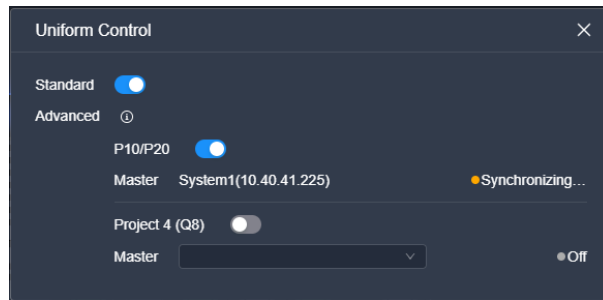 Uniform Control
Standard
Advanced
P10/P20
Master System1(10.40.41.225) Synchronizing...
Project 4 (Q8)
Master Off